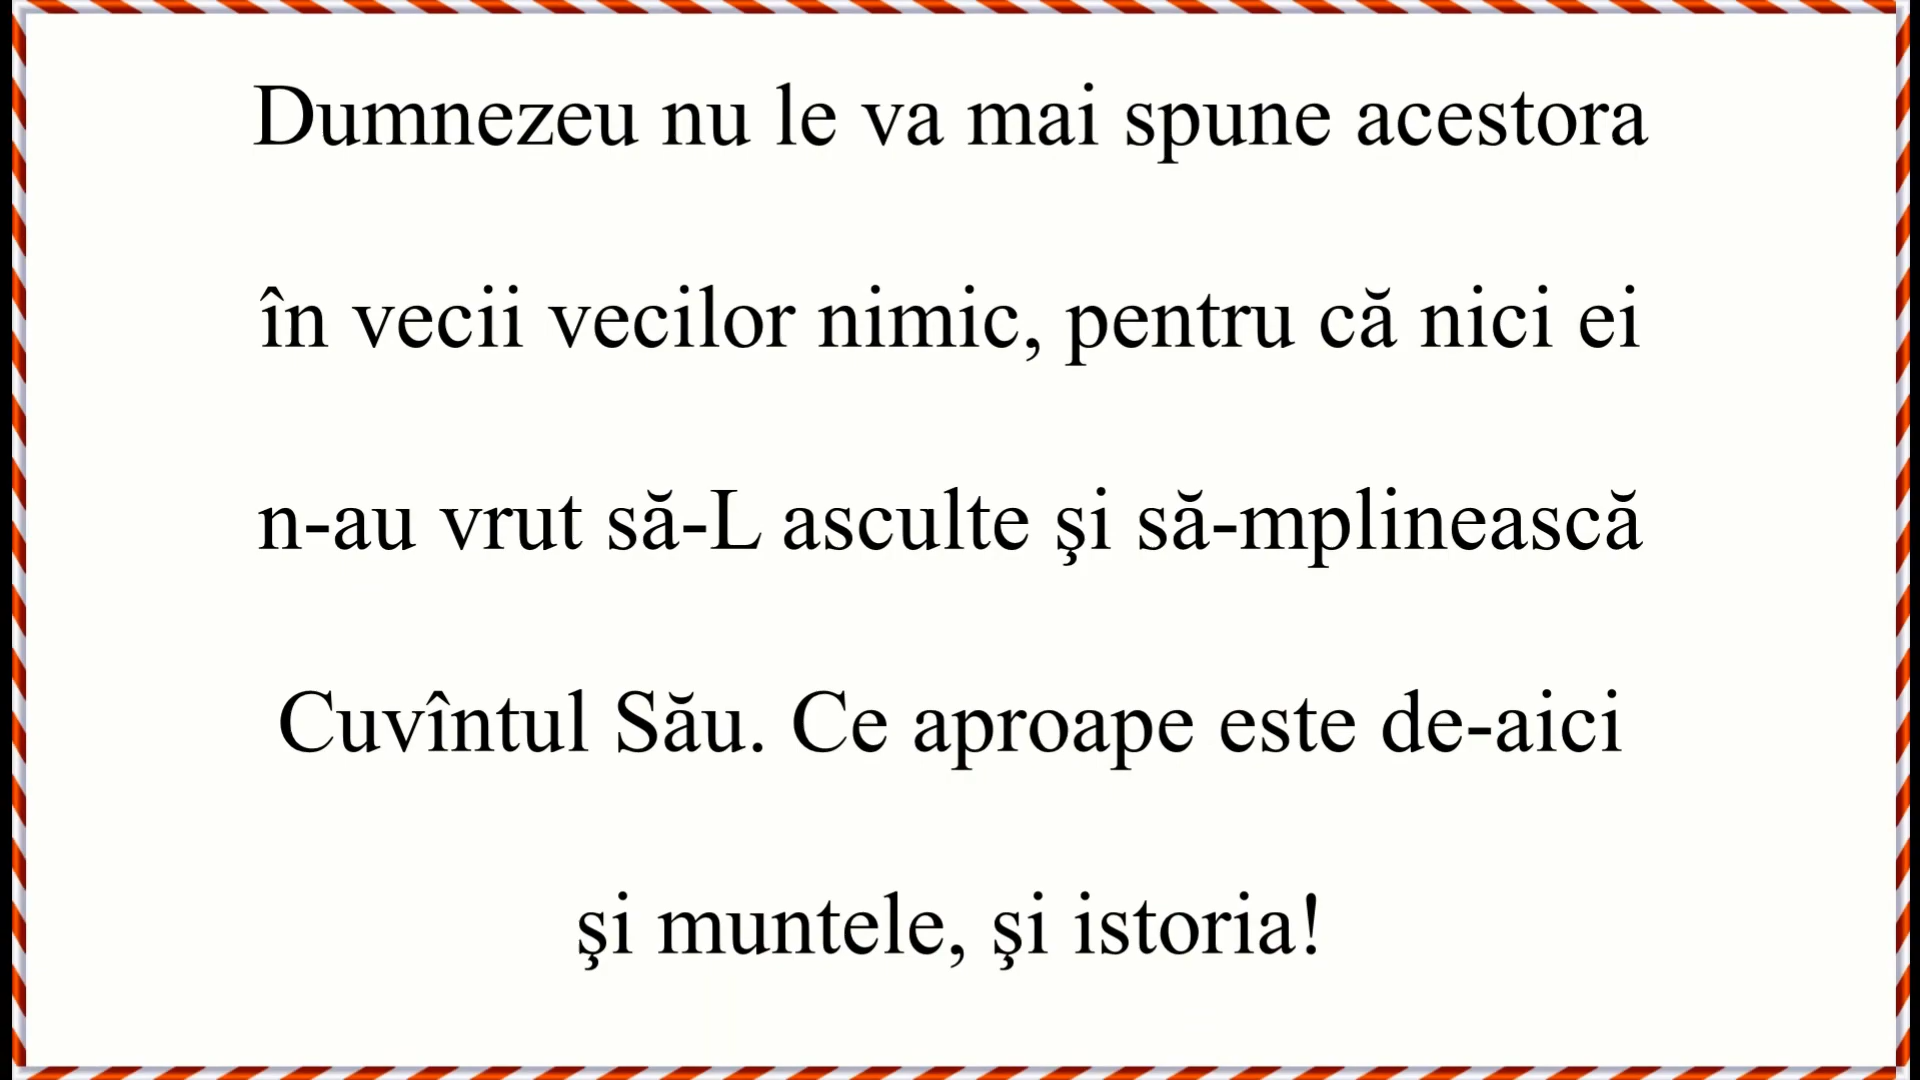 Dumnezeu nu le va mai spune acestora
în vecii vecilor nimic, pentru că nici ei
n-au vrut să-L asculte şi să-mplinească
Cuvîntul Său. Ce aproape este de-aici
şi muntele, şi istoria!